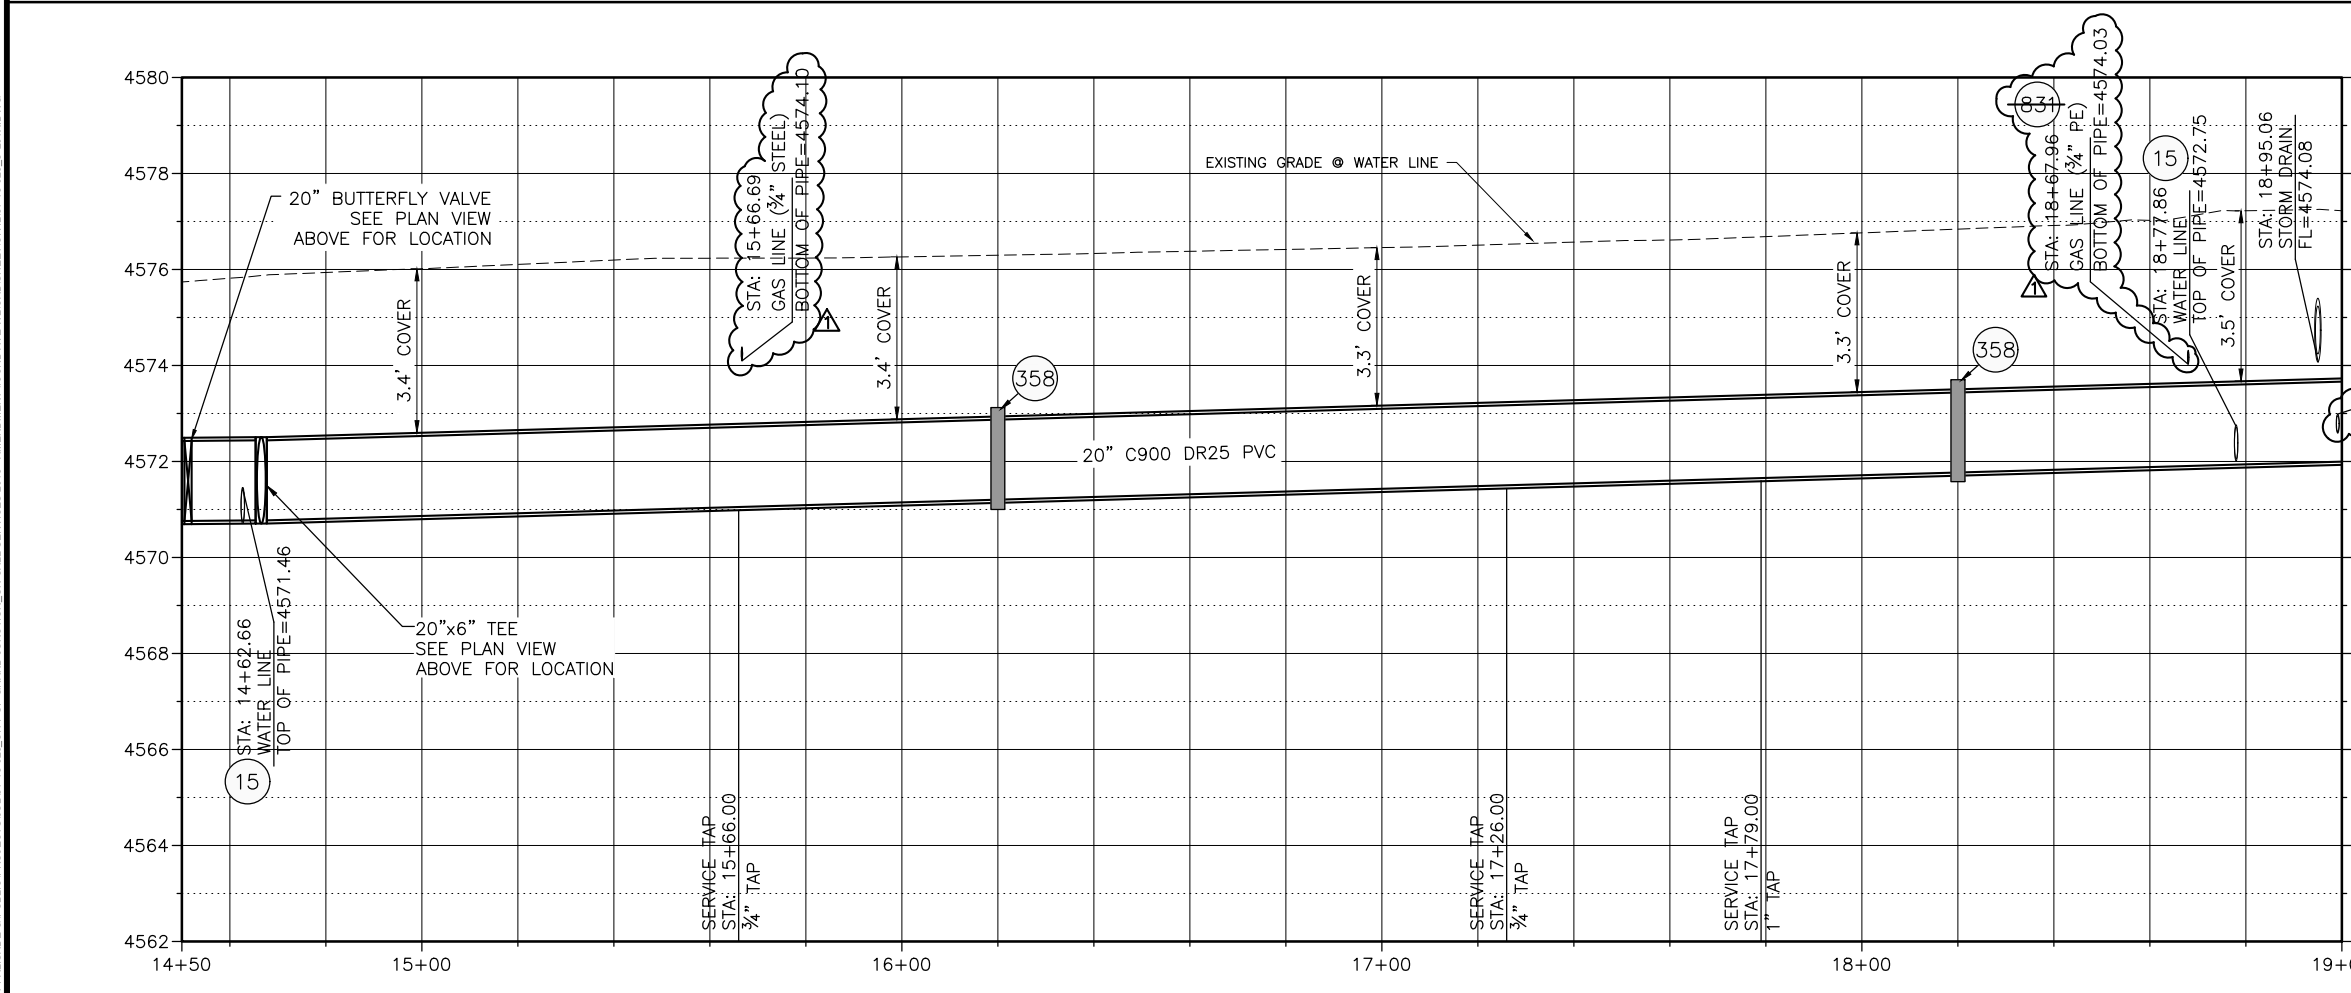 4580
4578
4576
4574
4572
4570
4568
4566
4564
4562
14+50
15+00
16+00
17+00
18+00
20" BUTTERFLY VALVE
SEE PLAN VIEW
ABOVE FOR LOCATION
3.4' COVER
STA: 14+62.66
WATER LINE
TOP OF PIPE=4571.46
15
20"x6" TEE
SEE PLAN VIEW
ABOVE FOR LOCATION
STA: 15+66.69
GAS LINE (¾" STEEL)
BOTTOM OF PIPE=4574.10
1
SERVICE TAP
STA: 15+66.00
¾" TAP
3.4' COVER
358
20" C900 DR25 PVC
EXISTING GRADE @ WATER LINE
3.3' COVER
SERVICE TAP
STA: 17+26.00
¾" TAP
SERVICE TAP
STA: 17+79.00
1" TAP
3.3' COVER
358
831
STA: 18+67.96
GAS LINE (¾" PE)
BOTTOM OF PIPE=4574.03
1
15
STA: 18+77.86
WATER LINE
TOP OF PIPE=4572.75
3.5' COVER
STA: 18+95.06
STORM DRAIN
FL=4574.08